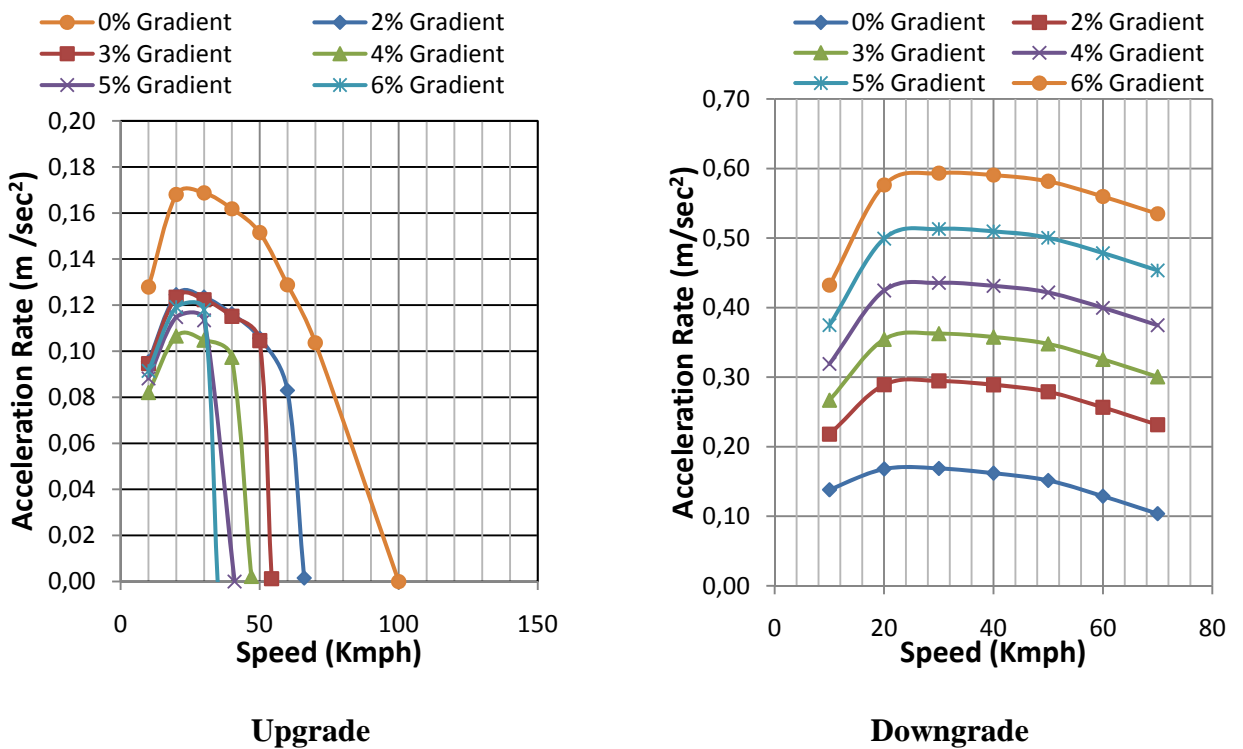 0% Gradient 2% Gradient
3% Gradient 4% Gradient
5% Gradient 6% Gradient
0,20
0,18
0,16
0,14
0,12
0,10
0,08
0,06
0,04
0,02
0,00
Acceleration Rate (m /sec²)
0 50 100 150
Speed (Kmph)
Upgrade
0% Gradient 2% Gradient
3% Gradient 4% Gradient
5% Gradient 6% Gradient
0,70
0,60
0,50
0,40
0,30
0,20
0,10
0,00
Acceleration Rate (m/sec²)
0 20 40 60 80
Speed (Kmph)
Downgrade